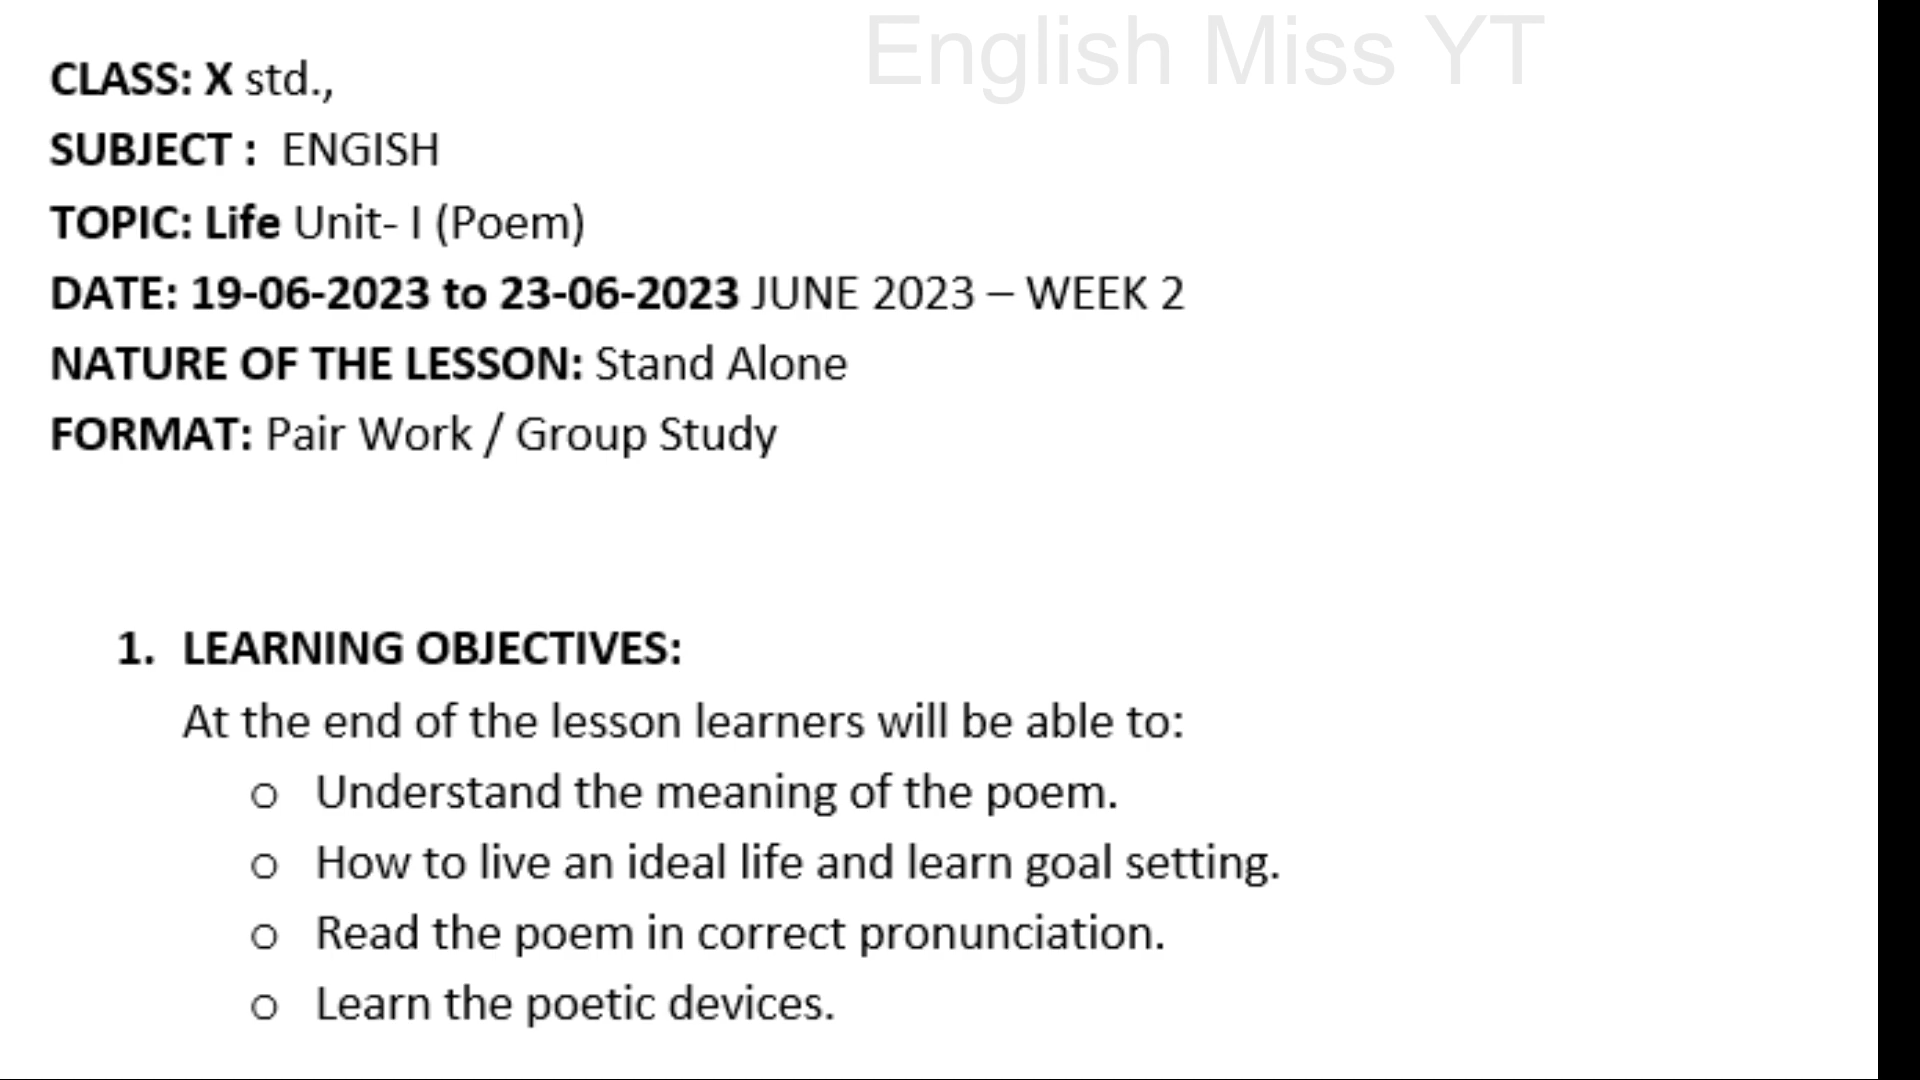 English Miss YT
CLASS: X std.,
SUBJECT : ENGISH
TOPIC: Life Unit- I (Poem)
DATE: 19-06-2023 to 23-06-2023 JUNE 2023 – WEEK 2
NATURE OF THE LESSON: Stand Alone
FORMAT: Pair Work / Group Study
1. LEARNING OBJECTIVES:
At the end of the lesson learners will be able to:
o Understand the meaning of the poem.
o How to live an ideal life and learn goal setting.
o Read the poem in correct pronunciation.
o Learn the poetic devices.